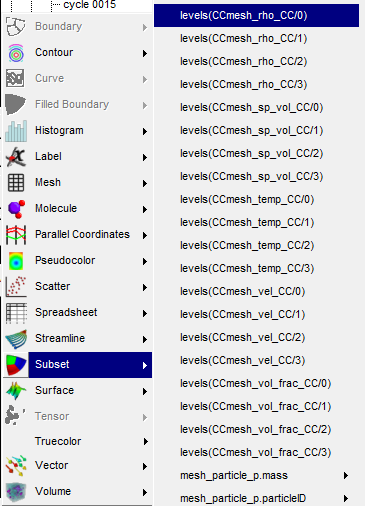 cycle 0015
Boundary
Contour
Curve
Filled Boundary
Histogram
Label
Mesh
Molecule
Parallel Coordinates
Pseudocolor
Scatter
Spreadsheet
Streamline
Subset
Surface
Tensor
Truecolor
Vector
Volume
levels(CCmesh_rho_CC/0)
levels(CCmesh_rho_CC/1)
levels(CCmesh_rho_CC/2)
levels(CCmesh_rho_CC/3)
levels(CCmesh_sp_vol_CC/0)
levels(CCmesh_sp_vol_CC/1)
levels(CCmesh_sp_vol_CC/2)
levels(CCmesh_sp_vol_CC/3)
levels(CCmesh_temp_CC/0)
levels(CCmesh_temp_CC/1)
levels(CCmesh_temp_CC/2)
levels(CCmesh_temp_CC/3)
levels(CCmesh_vel_CC/0)
levels(CCmesh_vel_CC/1)
levels(CCmesh_vel_CC/2)
levels(CCmesh_vel_CC/3)
levels(CCmesh_vol_frac_CC/0)
levels(CCmesh_vol_frac_CC/1)
levels(CCmesh_vol_frac_CC/2)
levels(CCmesh_vol_frac_CC/3)
mesh_particle_p.mass
mesh_particle_p.particleID